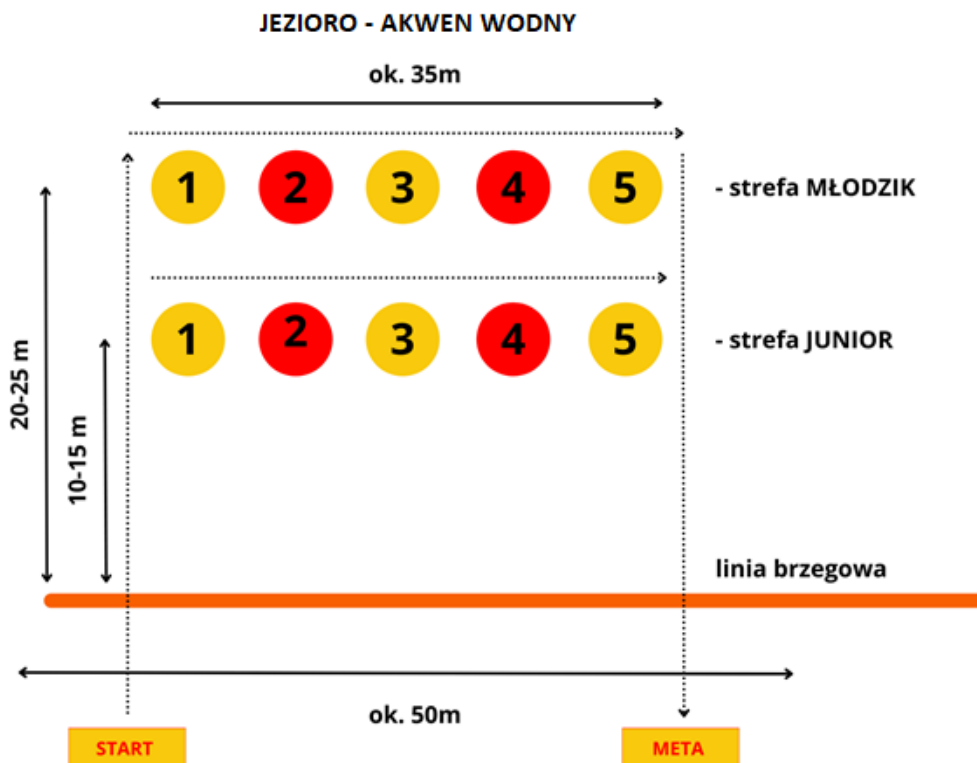 JEZIORO - AKWEN WODNY
ok. 35m
1 2 3 4 5
- strefa MŁODZIK
1 2 3 4 5
- strefa JUNIOR
20-25 m
10-15 m
linia brzegowa
ok. 50m
START
META